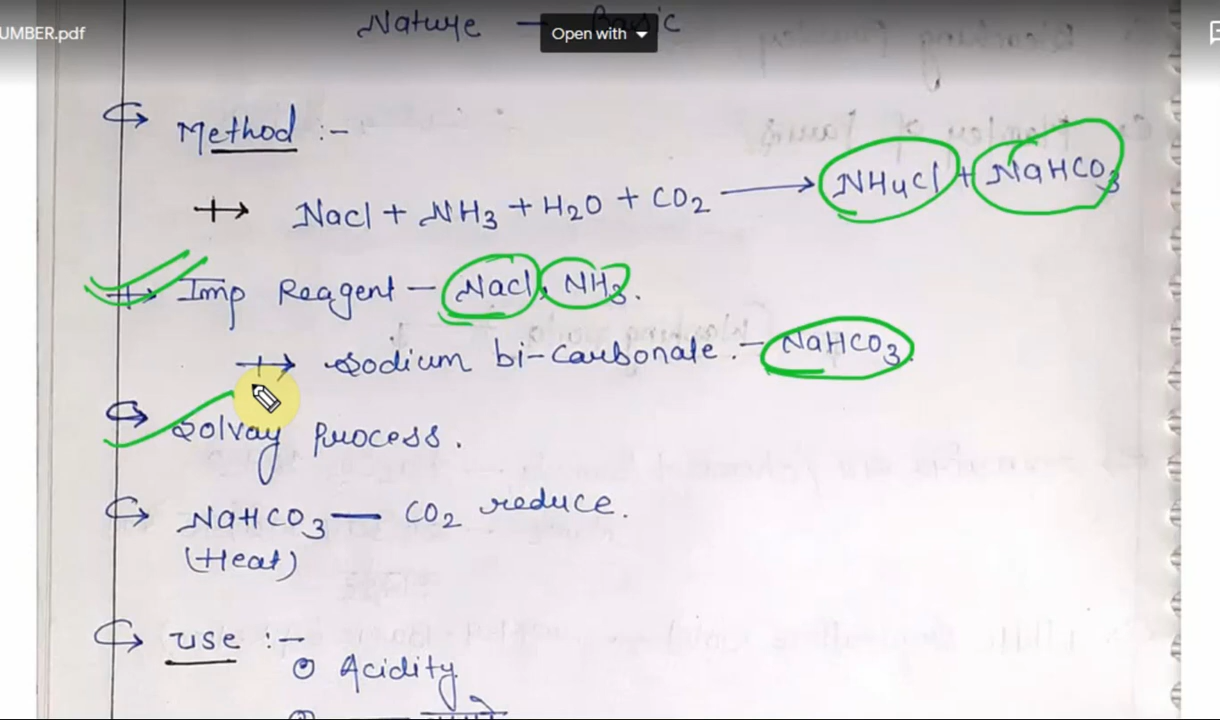 Nature — Basic
UMBER.pdf
Open with
Method :-
NaCl + NH3 + H2O + CO2 → NH4Cl + NaHCO3
Imp Reagent - NaCl, NH3.
Sodium bi-carbonate :- NaHCO3.
Solvay Process.
NaHCO3 — CO2 reduce.
(Heat)
USE :-
Acidity